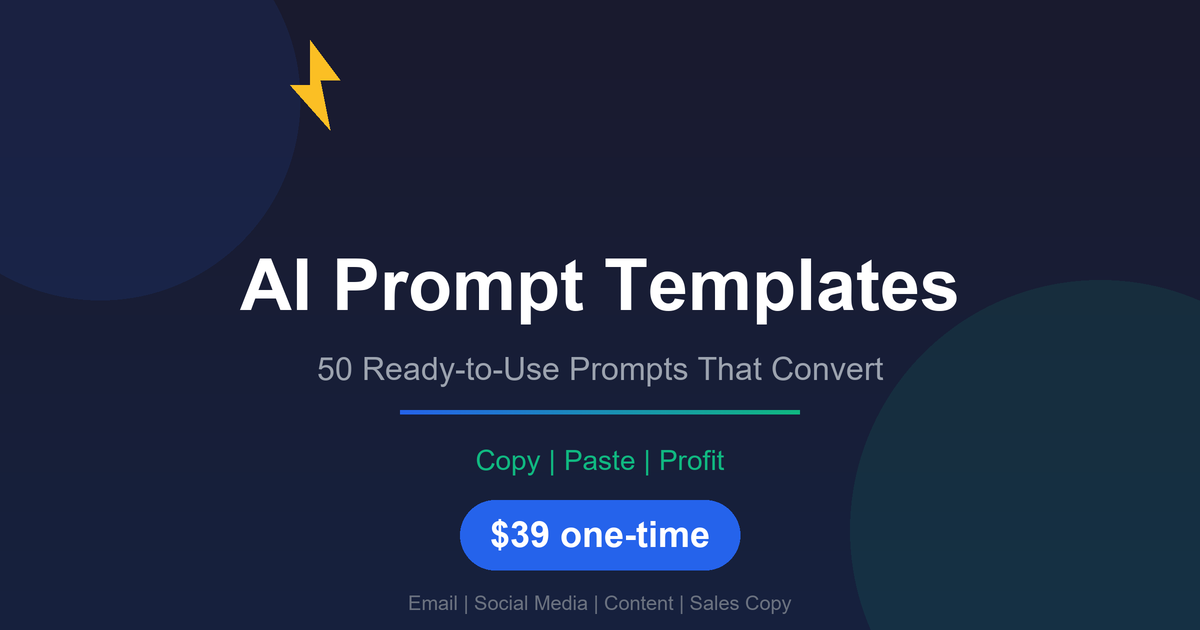 AI Prompt Templates
50 Ready-to-Use Prompts That Convert
Copy | Paste | Profit
$39 one-time
Email | Social Media | Content | Sales Copy